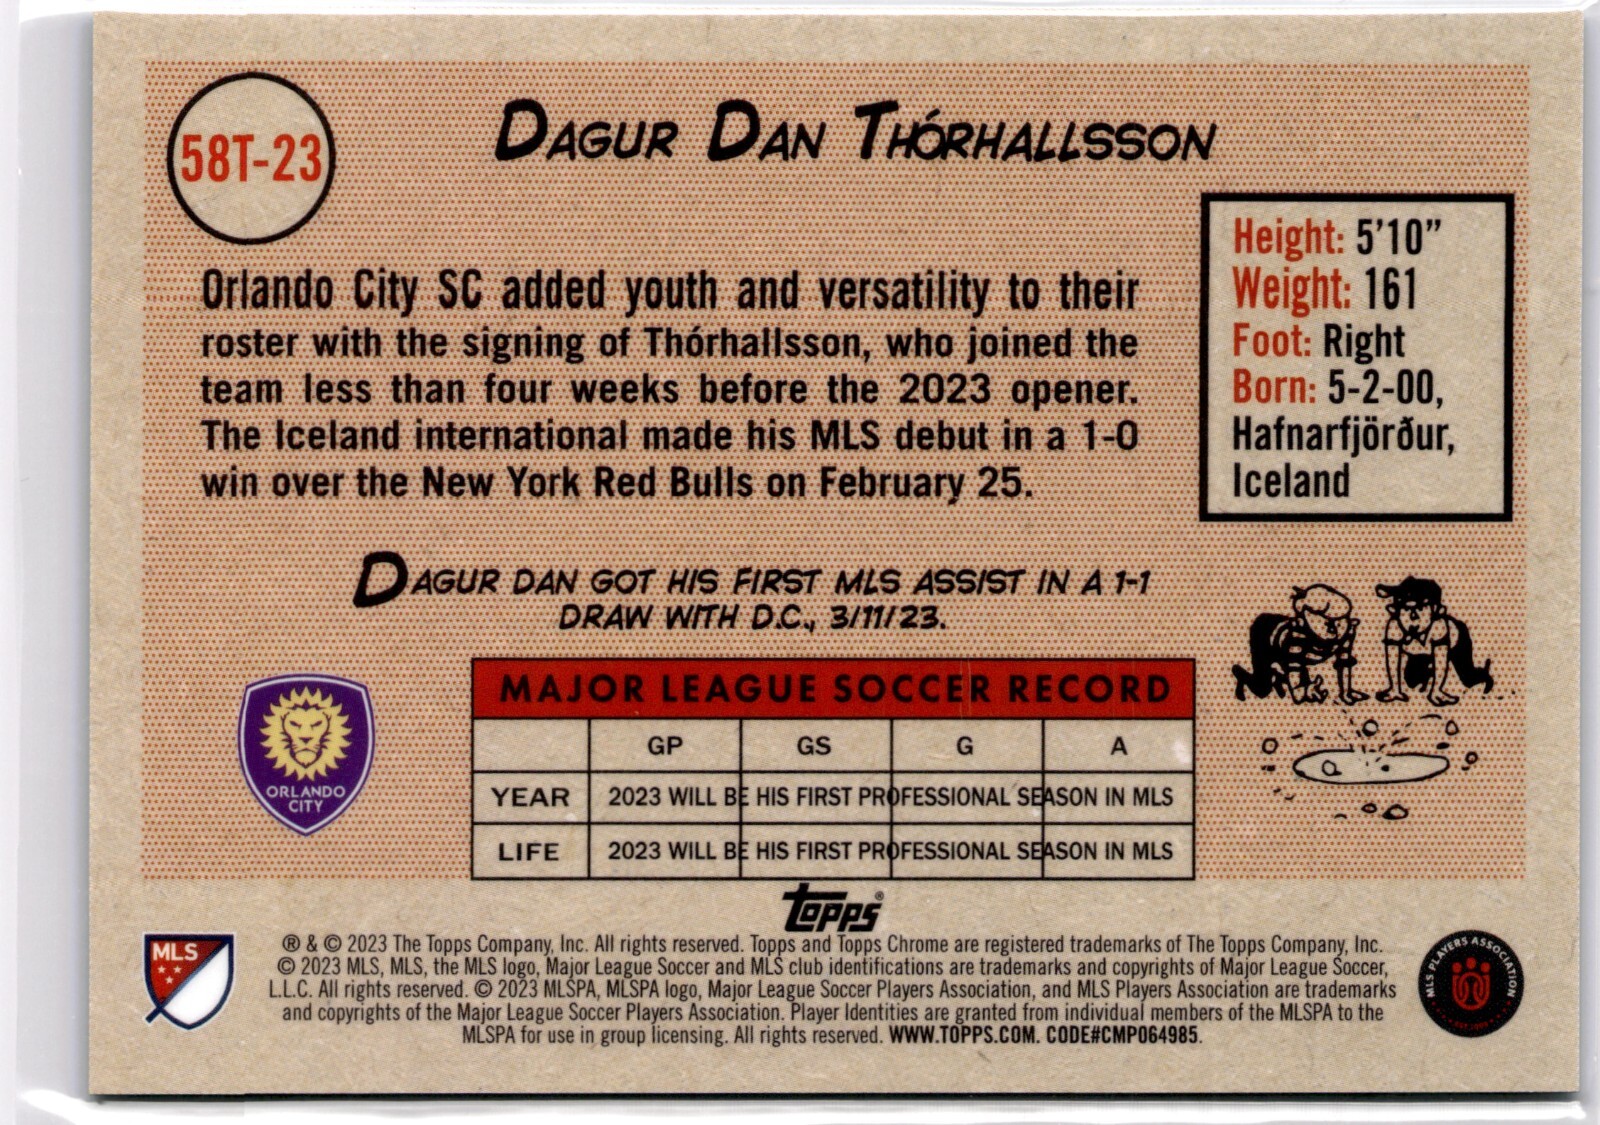 58T-23
Dagur Dan Thórhallsson
Height: 5'10"
Weight: 161
Foot: Right
Born: 5-2-00,
Hafnarfjörður,
Iceland
Orlando City SC added youth and versatility to their
roster with the signing of Thórhallsson, who joined the
team less than four weeks before the 2023 opener.
The Iceland international made his MLS debut in a 1-0
win over the New York Red Bulls on February 25.
Dagur Dan got his first MLS assist in a 1-1
draw with D.C., 3/11/23.
ORLANDO
CITY
MAJOR LEAGUE SOCCER RECORD
GP GS G A
YEAR 2023 WILL BE HIS FIRST PROFESSIONAL SEASON IN MLS
LIFE 2023 WILL BE HIS FIRST PROFESSIONAL SEASON IN MLS
topps®
MLS
® & © 2023 The Topps Company, Inc. All rights reserved. Topps and Topps Chrome are registered trademarks of The Topps Company, Inc.
© 2023 MLS, MLS, the MLS logo, Major League Soccer and MLS club identifications are trademarks and copyrights of Major League Soccer,
L.L.C. All rights reserved. © 2023 MLSPA, MLSPA logo, Major League Soccer Players Association, and MLS Players Association are trademarks
and copyrights of the Major League Soccer Players Association. Player Identities are granted from individual members of the MLSPA to the
MLSPA for use in group licensing. All rights reserved. WWW.TOPPS.COM. CODE#CMP064985.
MLS PLAYERS ASSOCIATION